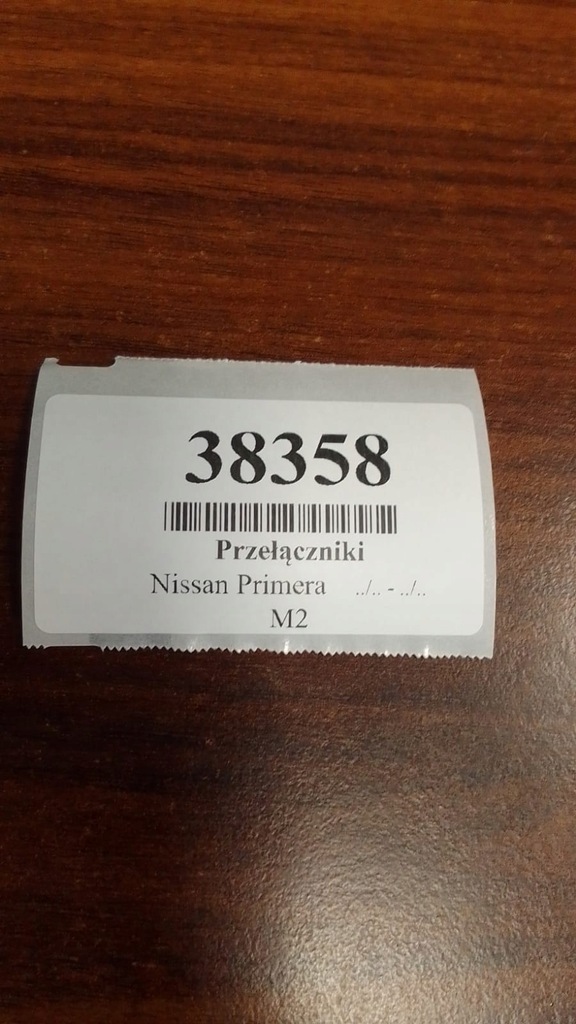 38358
Przełączniki
Nissan Primera ../.. - ../..
M2